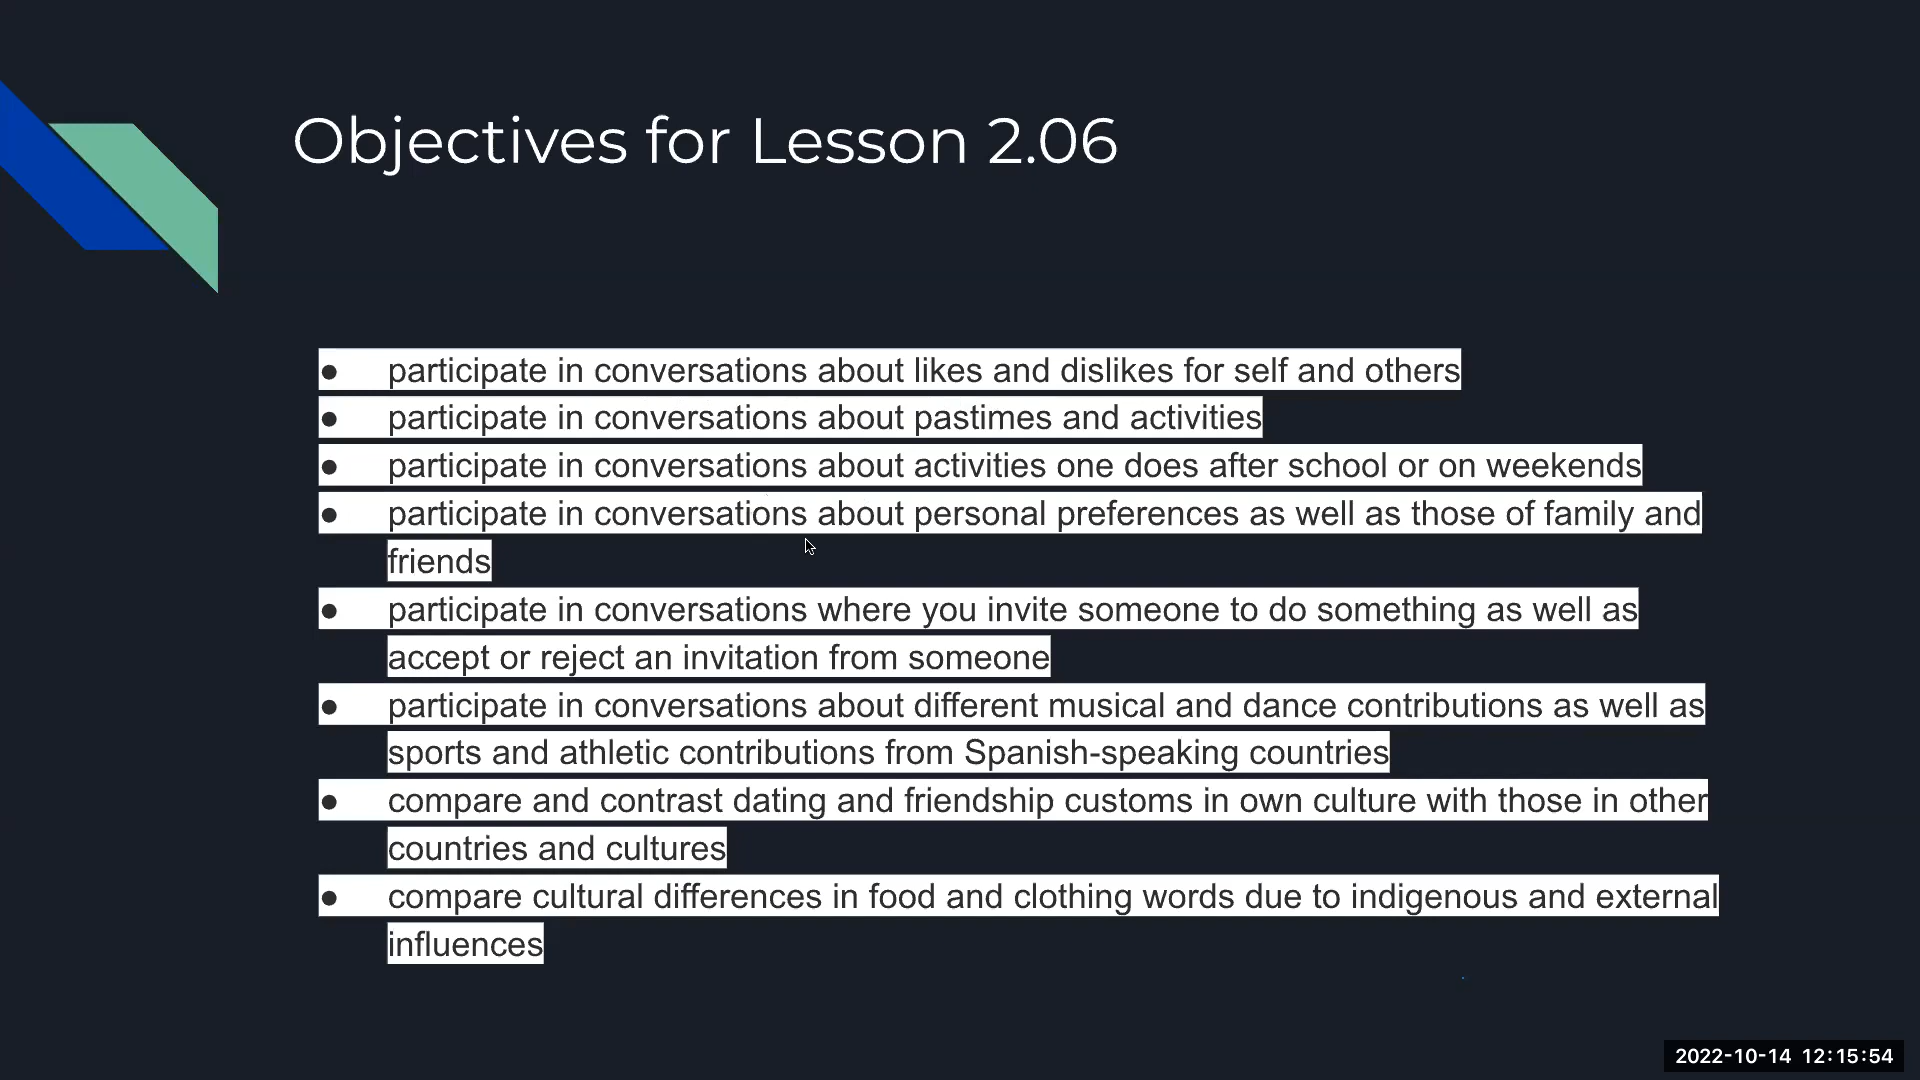 Objectives for Lesson 2.06
● participate in conversations about likes and dislikes for self and others
● participate in conversations about pastimes and activities
● participate in conversations about activities one does after school or on weekends
● participate in conversations about personal preferences as well as those of family and
friends
● participate in conversations where you invite someone to do something as well as
accept or reject an invitation from someone
● participate in conversations about different musical and dance contributions as well as
sports and athletic contributions from Spanish-speaking countries
● compare and contrast dating and friendship customs in own culture with those in other
countries and cultures
● compare cultural differences in food and clothing words due to indigenous and external
influences
2022-10-14 12:15:54